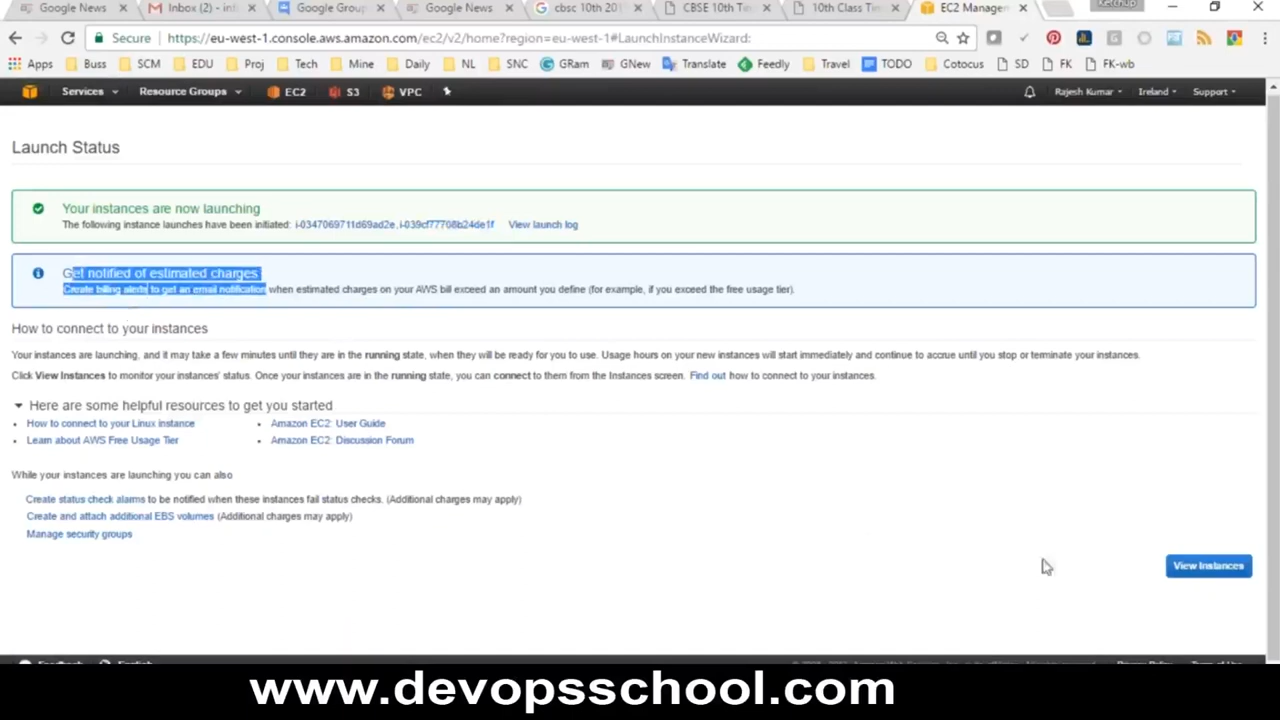 Google News
Inbox (2) - inf
Google Grou
Google News
cbsc 10th 201
CBSE 10th Ti
10th Class Ti
EC2 Manage
Ketchup
Secure
https://eu-west-1.console.aws.amazon.com/ec2/v2/home?region=eu-west-1#LaunchInstanceWizard:
Apps Buss SCM EDU Proj Tech Mine Daily NL SNC GRam GNew Translate Feedly Travel TODO Cotocus SD FK FK-wb
Services Resource Groups EC2 S3 VPC Rajesh Kumar Ireland Support
Launch Status
Your instances are now launching
The following instance launches have been initiated: i-0347069711d69ad2e, i-039cf77708b24de1f View launch log
Get notified of estimated charges
Create billing alerts to get an email notification when estimated charges on your AWS bill exceed an amount you define (for example, if you exceed the free usage tier).
How to connect to your instances
Your instances are launching, and it may take a few minutes until they are in the running state, when they will be ready for you to use. Usage hours on your new instances will start immediately and continue to accrue until you stop or terminate your instances.
Click View Instances to monitor your instances' status. Once your instances are in the running state, you can connect to them from the Instances screen. Find out how to connect to your instances.
Here are some helpful resources to get you started
• How to connect to your Linux instance • Amazon EC2: User Guide
• Learn about AWS Free Usage Tier • Amazon EC2: Discussion Forum
While your instances are launching you can also
Create status check alarms to be notified when these instances fail status checks. (Additional charges may apply)
Create and attach additional EBS volumes (Additional charges may apply)
Manage security groups
View Instances
www.devopsschool.com